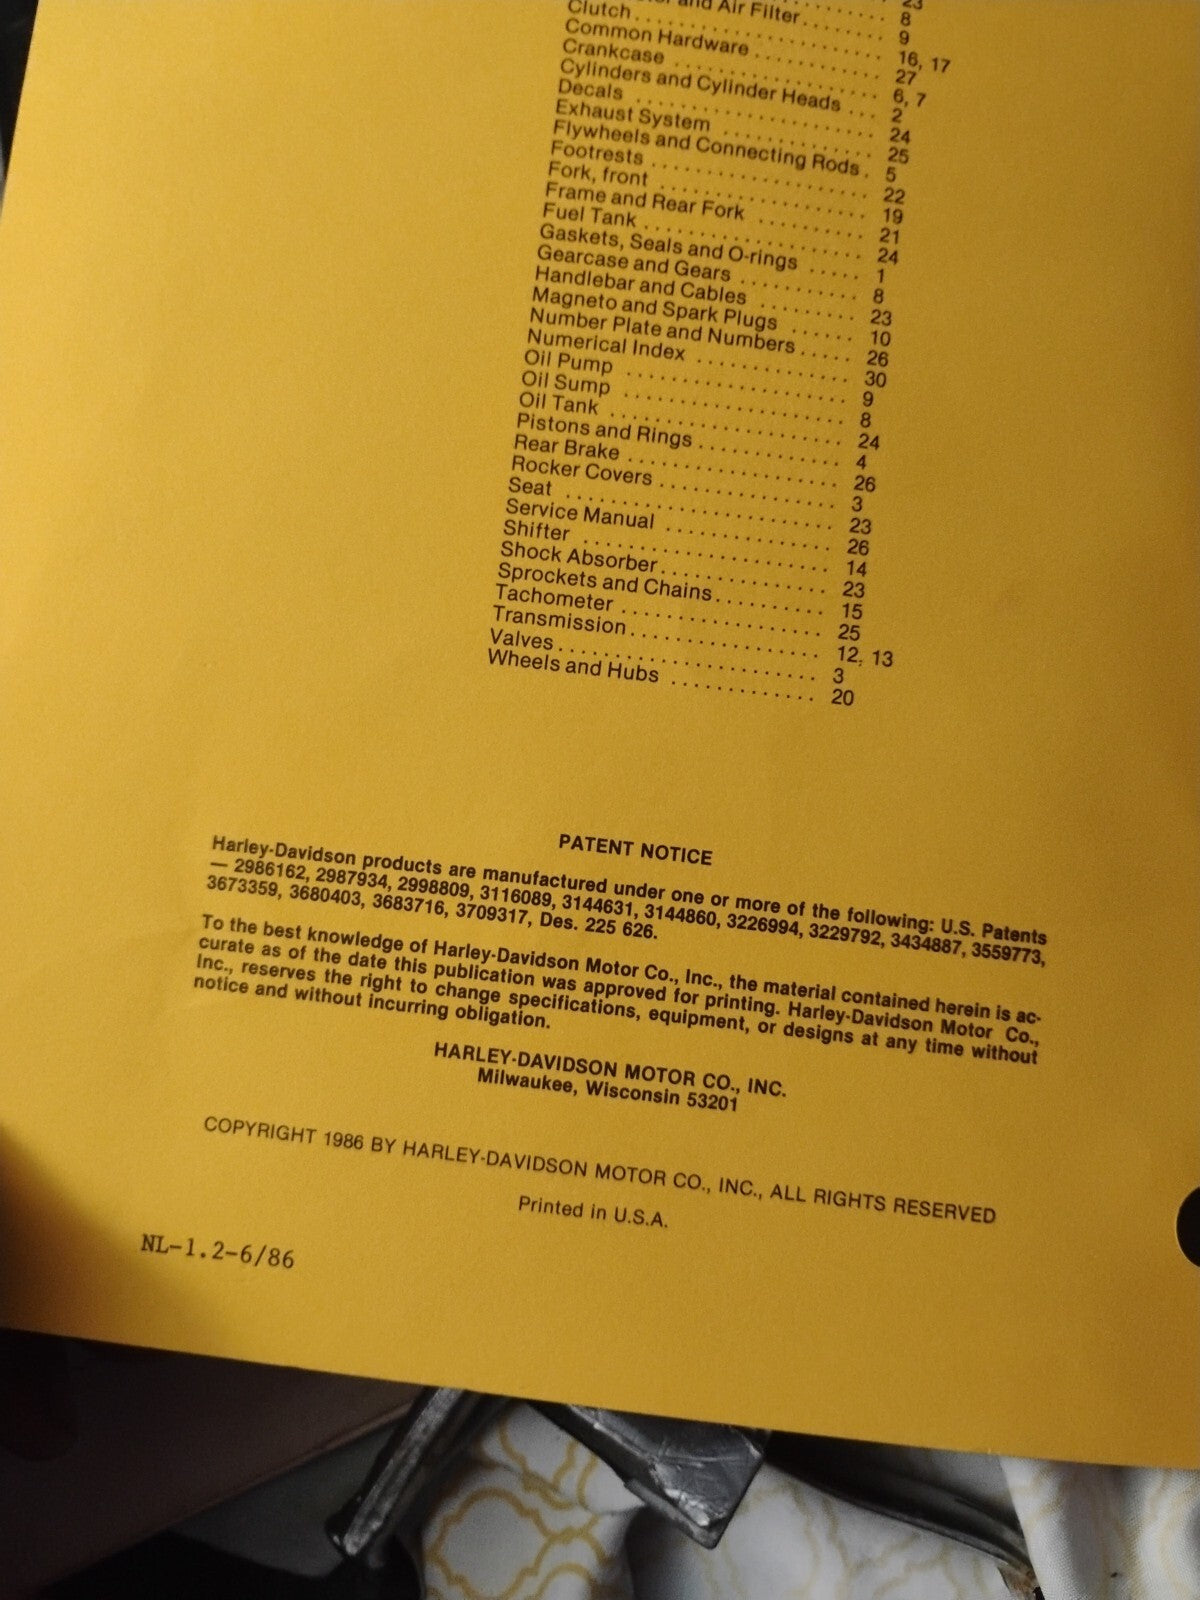 and Air Filter . . . . . . . . . 8
Clutch . . . . . . . . . . . . . . . . . . 9
Common Hardware . . . . . . . . . . . . 16, 17
Crankcase . . . . . . . . . . . . . . . 27
Cylinders and Cylinder Heads . . . 6, 7
Decals . . . . . . . . . . . . . . . . . . 2
Exhaust System . . . . . . . . . . . . 24
Flywheels and Connecting Rods . 25
Footrests . . . . . . . . . . . . . . . . 5
Fork, front . . . . . . . . . . . . . . . 22
Frame and Rear Fork . . . . . . . . . 19
Fuel Tank . . . . . . . . . . . . . . . . 21
Gaskets, Seals and O-rings . . . . . 24
Gearcase and Gears . . . . . . . . . . . 1
Handlebar and Cables . . . . . . . . . 8
Magneto and Spark Plugs . . . . . . 23
Number Plate and Numbers . . . . . 10
Numerical Index . . . . . . . . . . . . . 26
Oil Pump . . . . . . . . . . . . . . . . . . 30
Oil Sump . . . . . . . . . . . . . . . . . . 9
Oil Tank . . . . . . . . . . . . . . . . . . 8
Pistons and Rings . . . . . . . . . . . . 24
Rear Brake . . . . . . . . . . . . . . . . . 4
Rocker Covers . . . . . . . . . . . . . . . 26
Seat . . . . . . . . . . . . . . . . . . . . . 3
Service Manual . . . . . . . . . . . . . . 23
Shifter . . . . . . . . . . . . . . . . . . . 26
Shock Absorber . . . . . . . . . . . . . . 14
Sprockets and Chains . . . . . . . . . . 23
Tachometer . . . . . . . . . . . . . . . . . 15
Transmission . . . . . . . . . . . . . . . . 25
Valves . . . . . . . . . . . . . . . . . . . . 12, 13
Wheels and Hubs . . . . . . . . . . . . . 3
20
PATENT NOTICE
Harley-Davidson products are manufactured under one or more of the following: U.S. Patents
— 2986162, 2987934, 2998809, 3116089, 3144631, 3144860, 3226994, 3229792, 3434887, 3559773,
3673359, 3680403, 3683716, 3709317, Des. 225 626.
To the best knowledge of Harley-Davidson Motor Co., Inc., the material contained herein is ac-
curate as of the date this publication was approved for printing. Harley-Davidson Motor Co.,
Inc., reserves the right to change specifications, equipment, or designs at any time without
notice and without incurring obligation.
HARLEY-DAVIDSON MOTOR CO., INC.
Milwaukee, Wisconsin 53201
COPYRIGHT 1986 BY HARLEY-DAVIDSON MOTOR CO., INC., ALL RIGHTS RESERVED
Printed in U.S.A.
NL-1.2-6/86